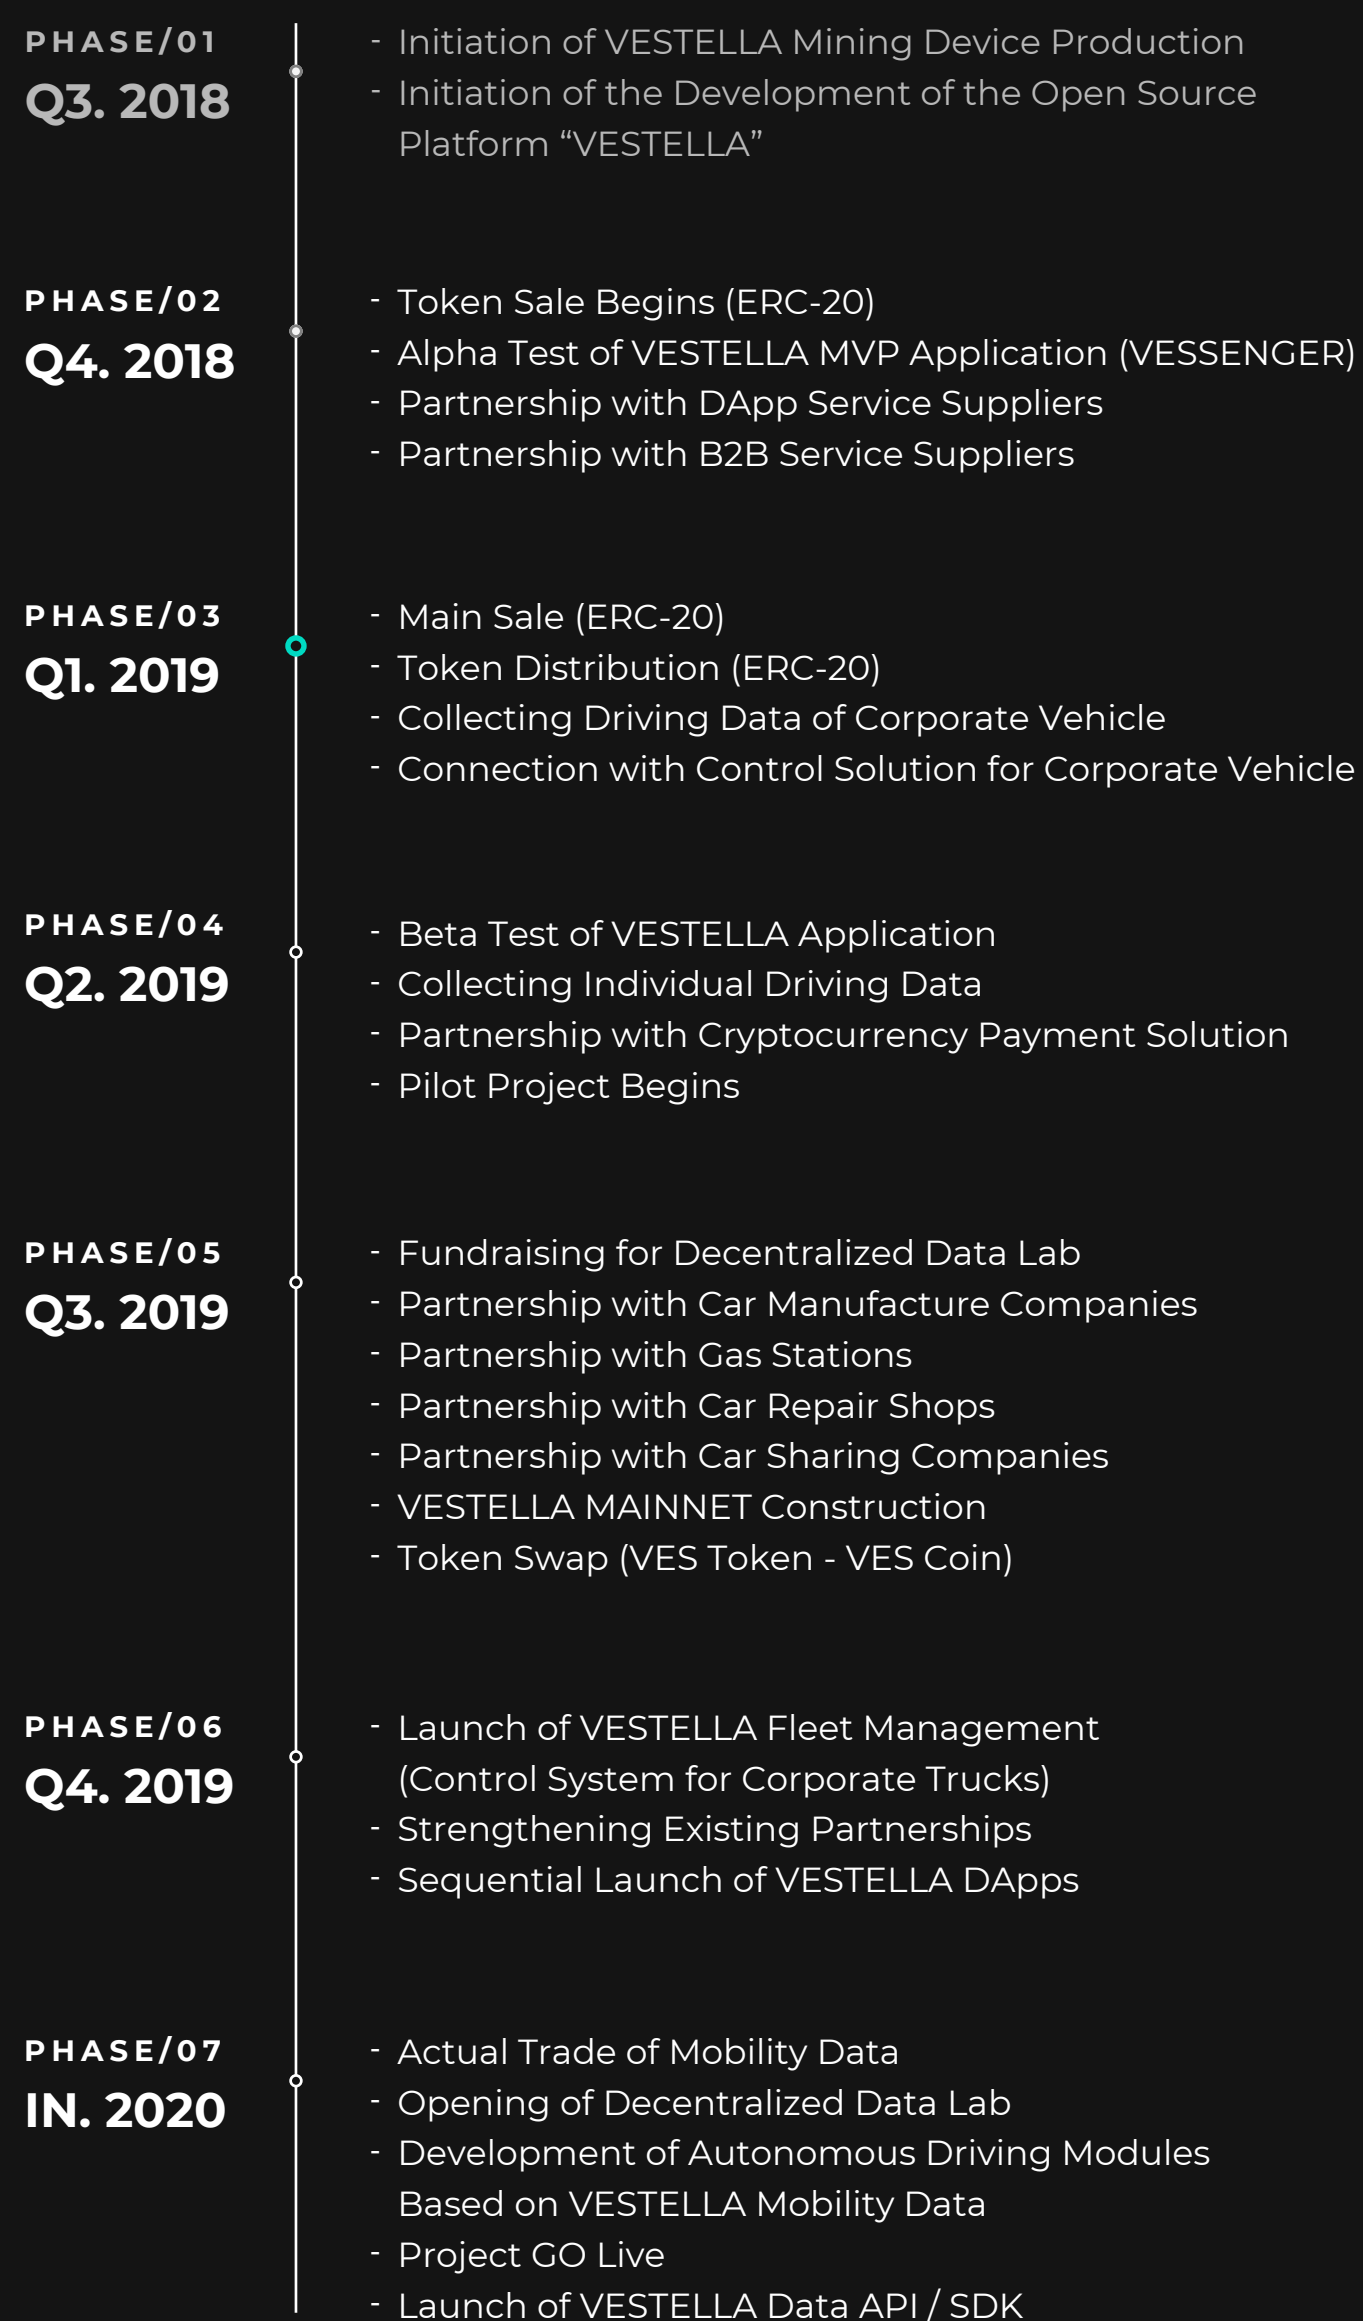 PHASE/01
Q3. 2018
- Initiation of VESTELLA Mining Device Production
- Initiation of the Development of the Open Source
Platform “VESTELLA”
PHASE/02
Q4. 2018
- Token Sale Begins (ERC-20)
- Alpha Test of VESTELLA MVP Application (VESSENGER)
- Partnership with DApp Service Suppliers
- Partnership with B2B Service Suppliers
PHASE/03
Q1. 2019
- Main Sale (ERC-20)
- Token Distribution (ERC-20)
- Collecting Driving Data of Corporate Vehicle
- Connection with Control Solution for Corporate Vehicle
PHASE/04
Q2. 2019
- Beta Test of VESTELLA Application
- Collecting Individual Driving Data
- Partnership with Cryptocurrency Payment Solution
- Pilot Project Begins
PHASE/05
Q3. 2019
- Fundraising for Decentralized Data Lab
- Partnership with Car Manufacture Companies
- Partnership with Gas Stations
- Partnership with Car Repair Shops
- Partnership with Car Sharing Companies
- VESTELLA MAINNET Construction
- Token Swap (VES Token - VES Coin)
PHASE/06
Q4. 2019
- Launch of VESTELLA Fleet Management
(Control System for Corporate Trucks)
- Strengthening Existing Partnerships
- Sequential Launch of VESTELLA DApps
PHASE/07
IN. 2020
- Actual Trade of Mobility Data
- Opening of Decentralized Data Lab
- Development of Autonomous Driving Modules
Based on VESTELLA Mobility Data
- Project GO Live
- Launch of VESTELLA Data API / SDK